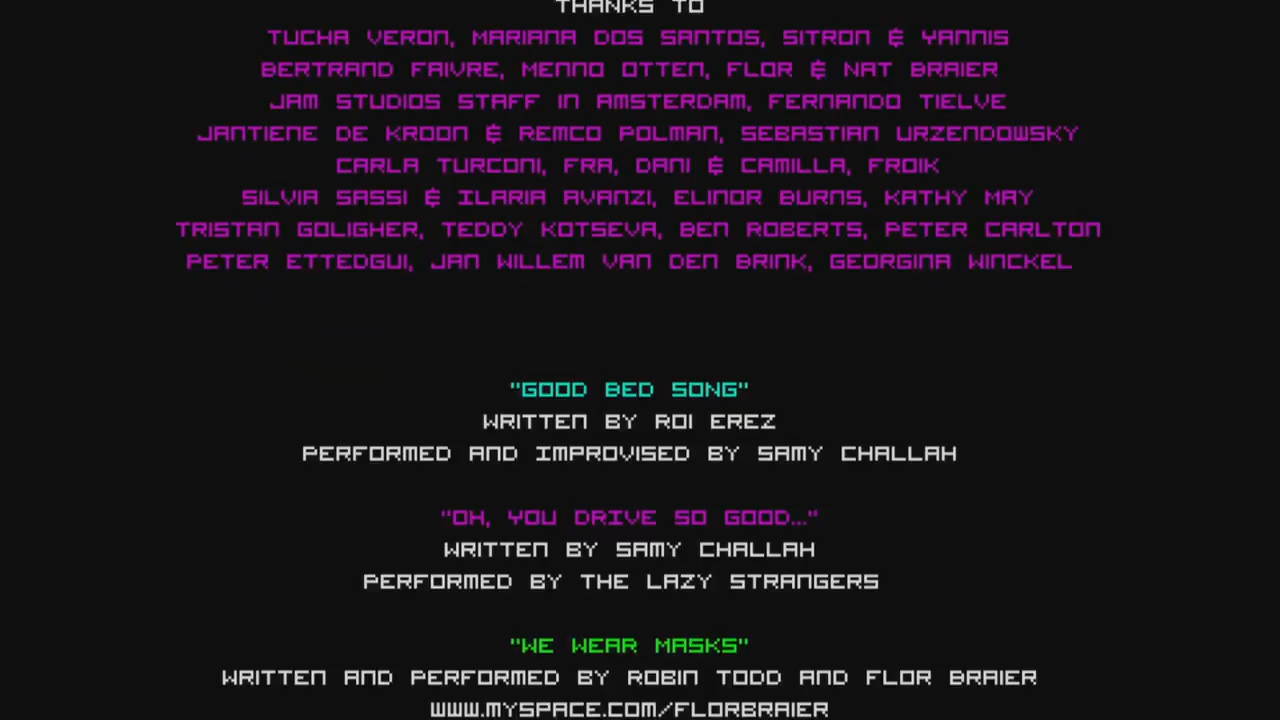 THANKS TO
TUCHA VERON, MARIANA DOS SANTOS, SITRON & YANNIS
BERTRAND FAIVRE, MENNO OTTEN, FLOR & NAT BRAIER
JAM STUDIOS STAFF IN AMSTERDAM, FERNANDO TIELVE
JANTIENE DE KROON & REMCO POLMAN, SEBASTIAN URZENDOWSKY
CARLA TURCONI, FRA, DANI & CAMILLA, FROIK
SILVIA SASSI & ILARIA AVANZI, ELINOR BURNS, KATHY MAY
TRISTAN GOLIGHER, TEDDY KOTSEVA, BEN ROBERTS, PETER CARLTON
PETER ETTEDGUI, JAN WILLEM VAN DEN BRINK, GEORGINA WINCKEL
"GOOD BED SONG"
WRITTEN BY ROI EREZ
PERFORMED AND IMPROVISED BY SAMY CHALLAH
"OH, YOU DRIVE SO GOOD..."
WRITTEN BY SAMY CHALLAH
PERFORMED BY THE LAZY STRANGERS
"WE WEAR MASKS"
WRITTEN AND PERFORMED BY ROBIN TODD AND FLOR BRAIER
WWW.MYSPACE.COM/FLORBRAIER